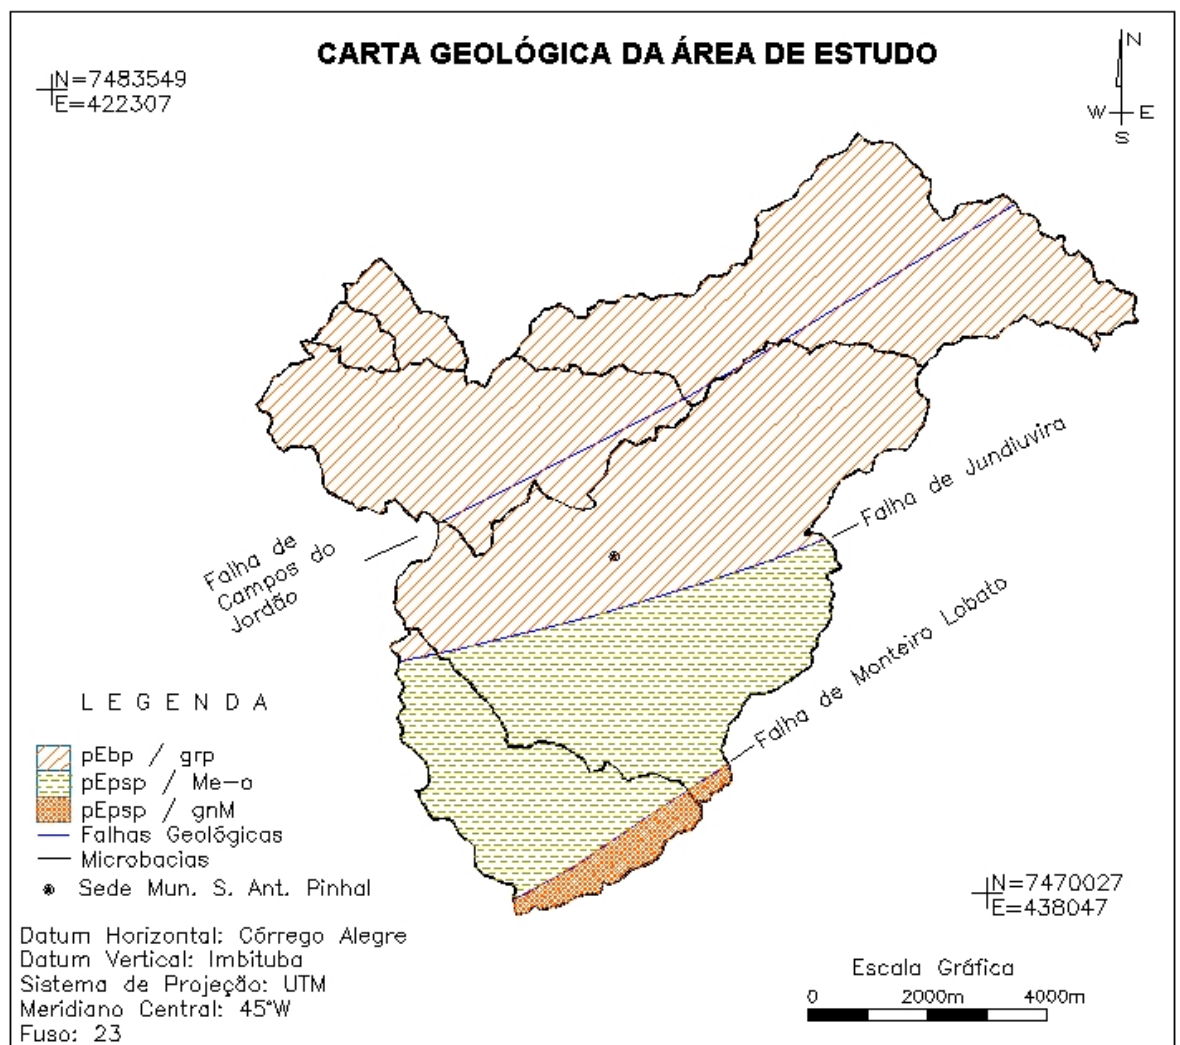 CARTA GEOLÓGICA DA ÁREA DE ESTUDO
N=7483549
E=422307
N
W E
S
Falha de
Campos do
Jordão
Falha de Jundiuvira
Falha de Monteiro Lobato
L E G E N D A
pEbp / grp
pEpsp / Me-o
pEpsp / gnM
Falhas Geológicas
Microbacias
Sede Mun. S. Ant. Pinhal
N=7470027
E=438047
Datum Horizontal: Córrego Alegre
Datum Vertical: Imbituba
Sistema de Projeção: UTM
Meridiano Central: 45°W
Fuso: 23
Escala Gráfica
0 2000m 4000m